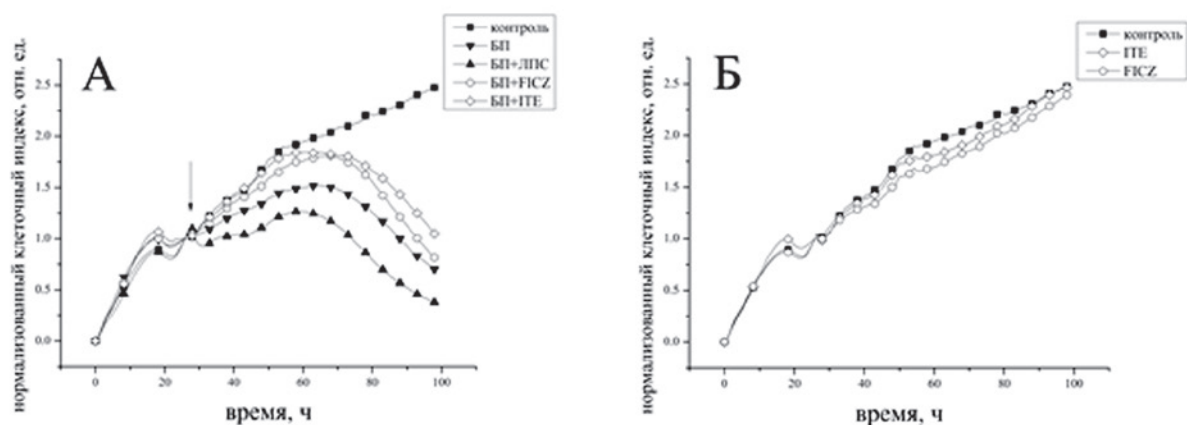 А
нормализованный клеточный индекс, отн. ед.
2.5
2.0
1.5
1.0
0.5
0.0
0
20
40
60
80
100
время, ч
контроль
БП
БП+ЛПС
БП+FICZ
БП+ITE
Б
нормализованный клеточный индекс, отн. ед.
2.5
2.0
1.5
1.0
0.5
0.0
0
20
40
60
80
100
время, ч
контроль
ITE
FICZ